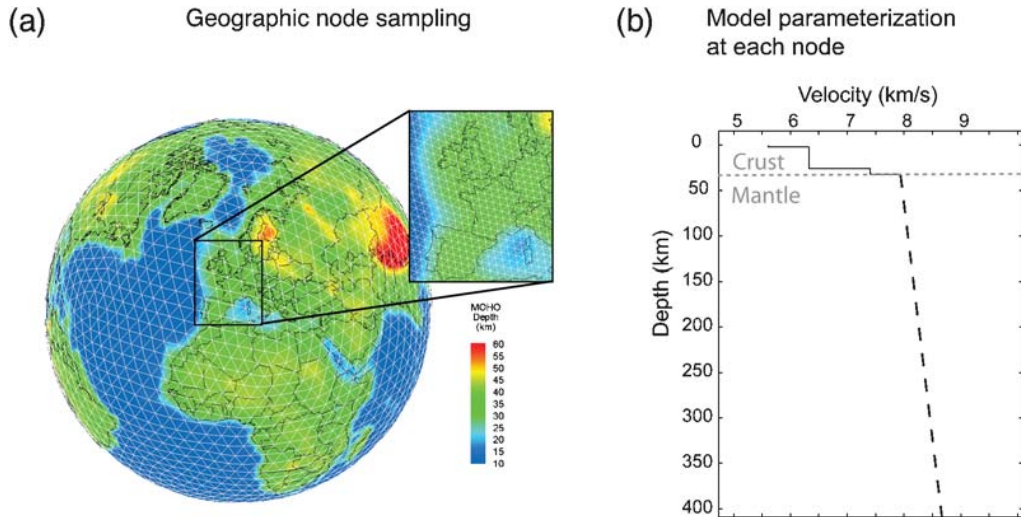 (a)
Geographic node sampling
MOHO
Depth
(km)
60
55
50
45
40
35
30
25
20
15
10
(b)
Model parameterization
at each node
Velocity (km/s)
5 6 7 8 9
Depth (km)
0
50
100
150
200
250
300
350
400
Crust
Mantle